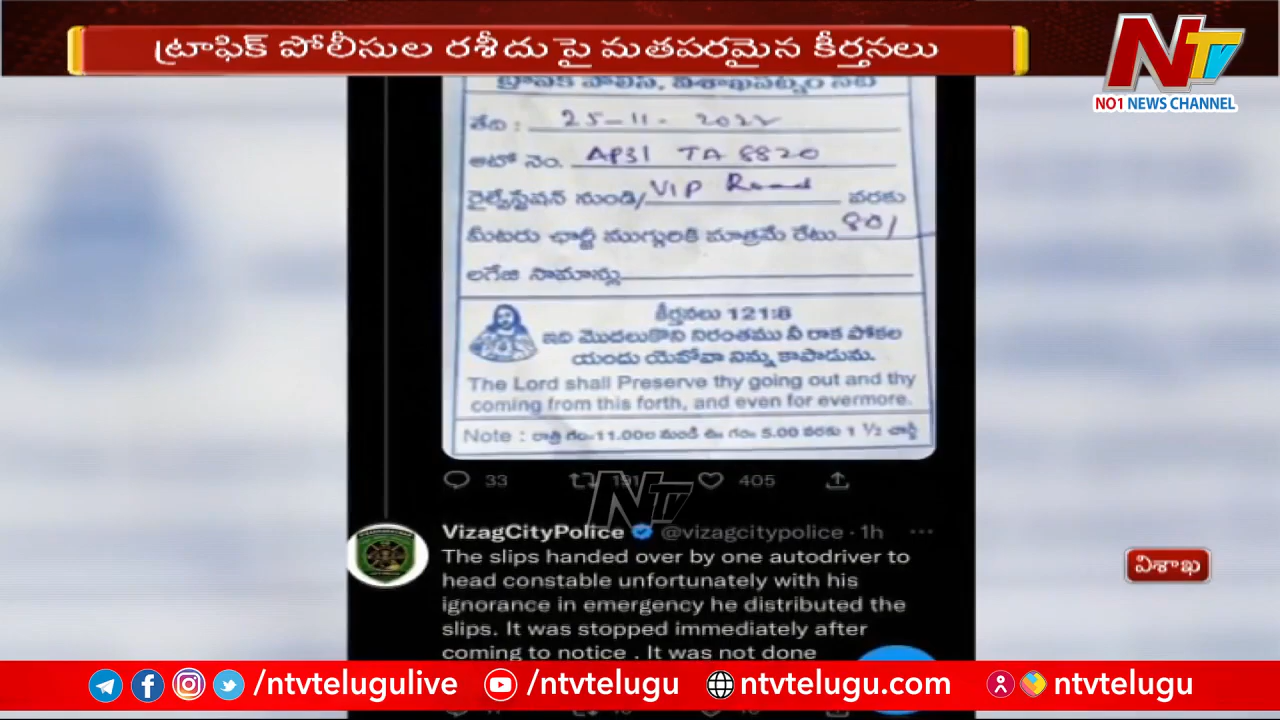 ట్రాఫిక్ పోలీసుల రశీదు పై మతపరమైన కీర్తనలు
NTV
NO1 NEWS CHANNEL
ట్రాఫిక్ పోలీస్, విశాఖపట్నం సిటీ
తేది : 25-11-2022
ఆటో నెం. AP31 TA 8820
రైల్వేస్టేషన్ నుండి/ VIP Road వరకు
మీటరు ఛార్జి ముగ్గురికి మాత్రమే రేటు 80/
లగేజి సామాన్లు
కీర్తనలు 121:8
ఇది మొదలుకొని నిరంతము నీ రాక పోకల
యందు యెహోవా నిన్ను కాపాడును.
The Lord shall Preserve thy going out and thy
coming from this forth, and even for evermore.
Note : రాత్రి గం॥11.00ల నుండి ఉ॥ గం॥ 5.00 వరకు 1 ½ చార్జీ
33 191 405
NTV
VizagCityPolice @vizagcitypolice · 1h
The slips handed over by one autodriver to
head constable unfortunately with his
ignorance in emergency he distributed the
slips. It was stopped immediately after
coming to notice . It was not done
విశాఖ
/ntvtelugulive /ntvtelugu ntvtelugu.com ntvtelugu